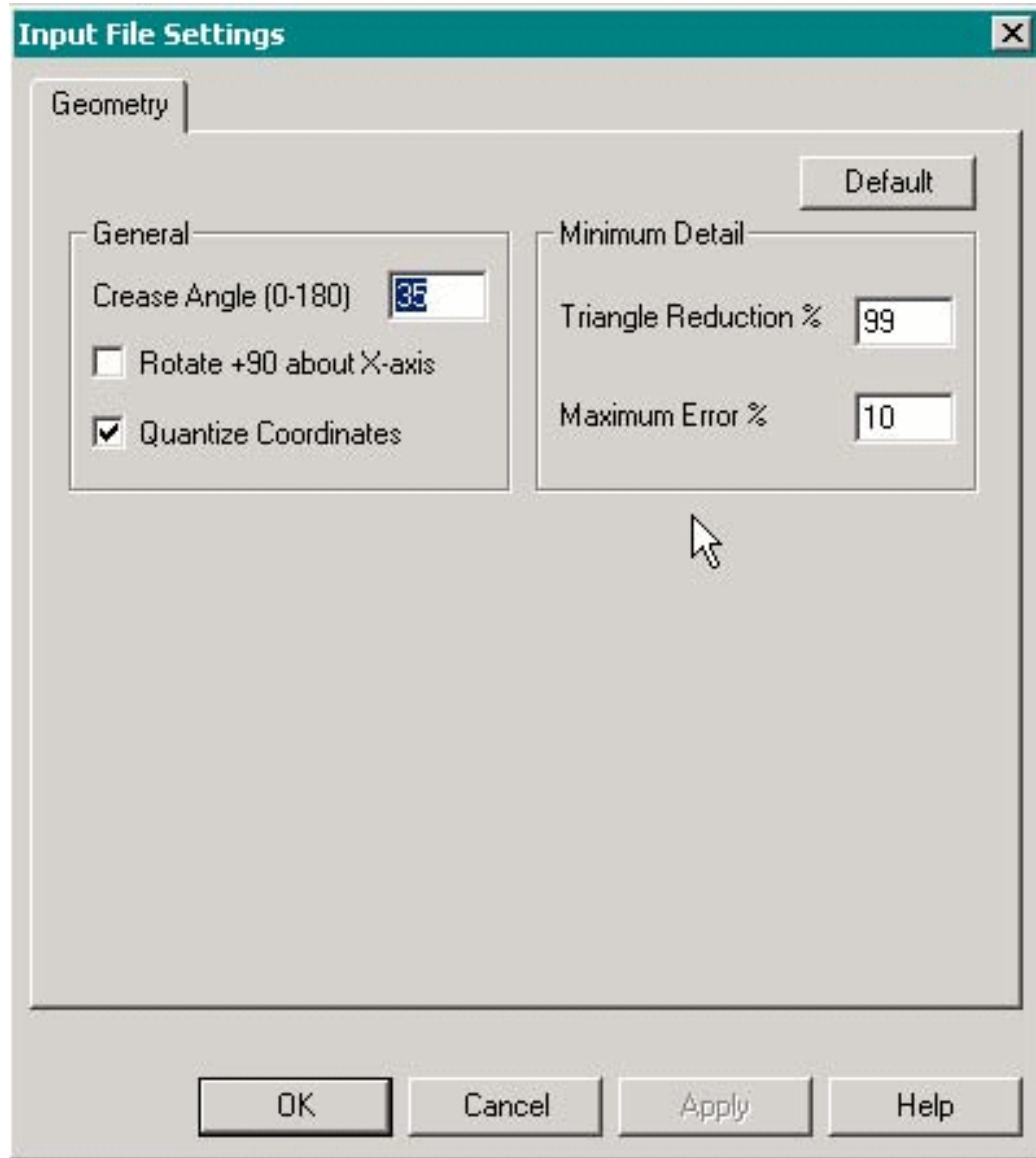 Input File Settings
Geometry
Default
General
Crease Angle (0-180) 35
Rotate +90 about X-axis
Quantize Coordinates
Minimum Detail
Triangle Reduction % 99
Maximum Error % 10
OK Cancel Apply Help